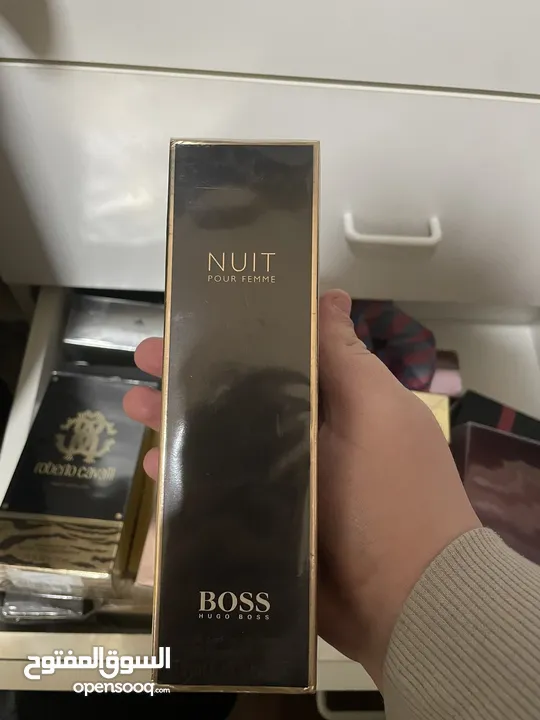 NUIT
POUR FEMME
roberto cavalli
BOSS
HUGO BOSS
السوق المفتوح
opensooq.com